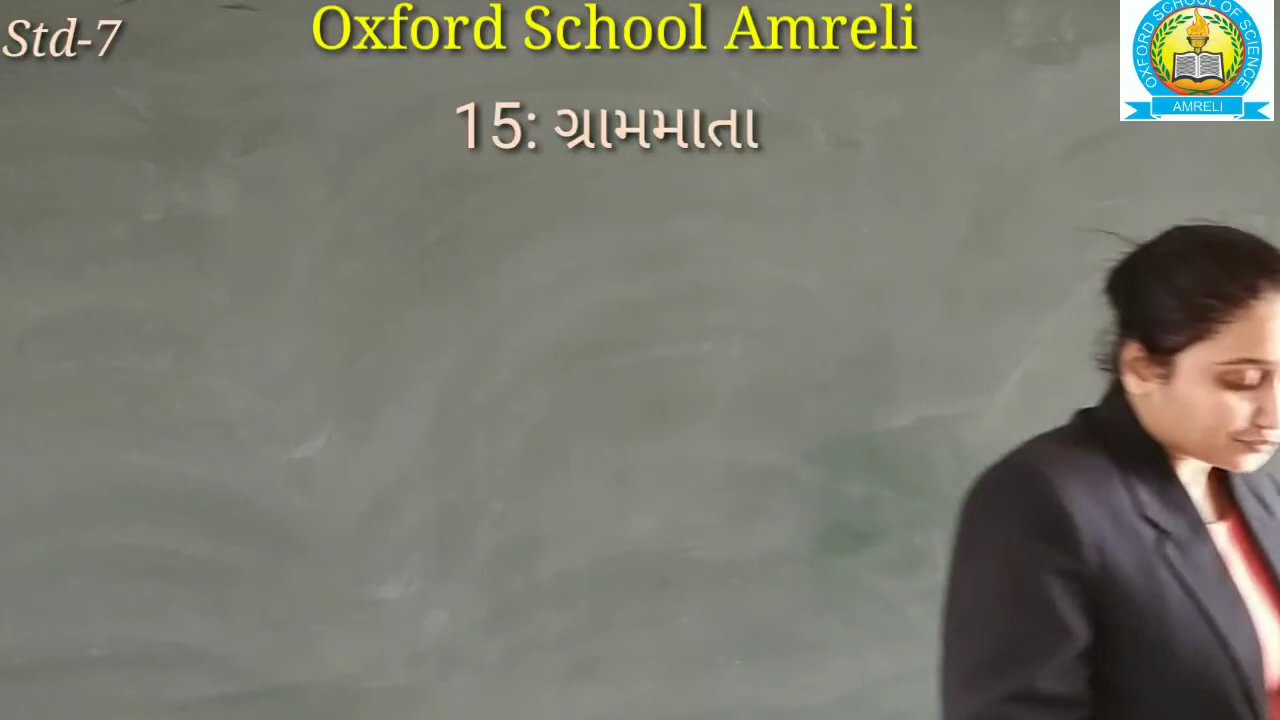 Std-7
Oxford School Amreli
15: ગ્રામમાતા
OXFORD SCHOOL OF SCIENCE
AMRELI